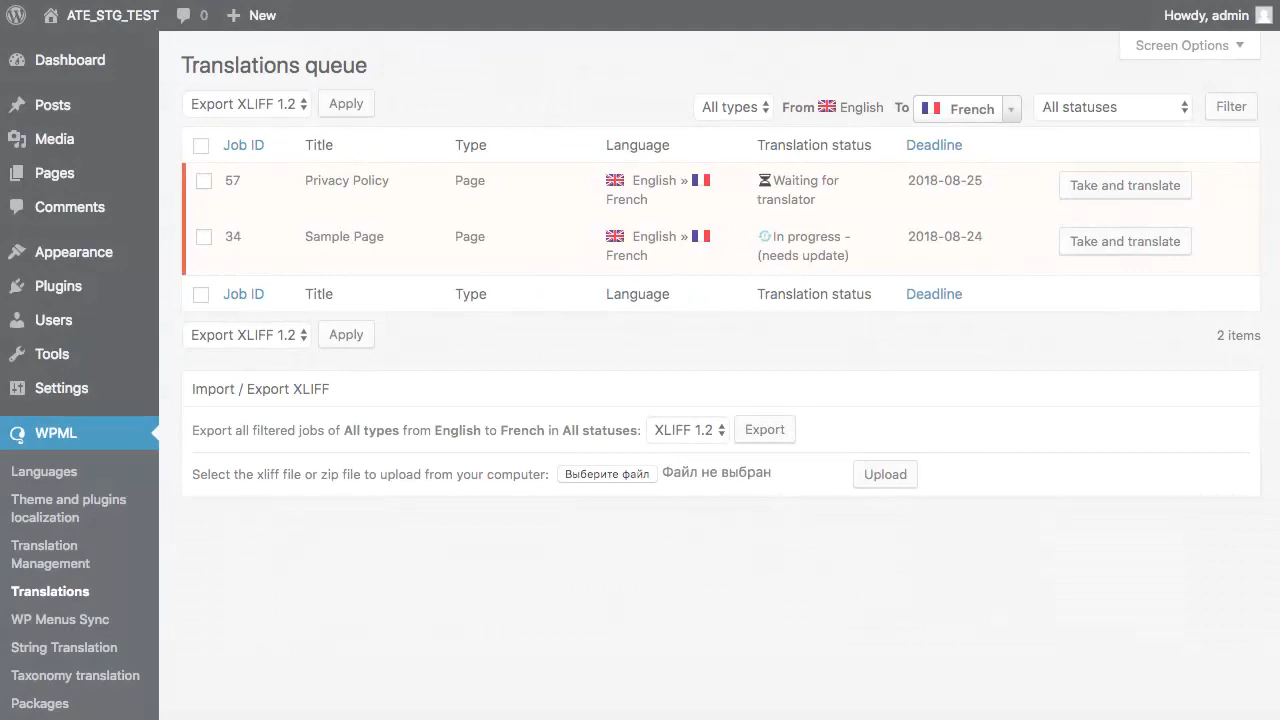 ATE_STG_TEST 0 New Howdy, admin
Screen Options
Dashboard
Posts
Media
Pages
Comments
Appearance
Plugins
Users
Tools
Settings
WPML
Languages
Theme and plugins
localization
Translation
Management
Translations
WP Menus Sync
String Translation
Taxonomy translation
Packages
Translations queue
Export XLIFF 1.2 Apply All types From English To French All statuses Filter
Job ID Title Type Language Translation status Deadline
57 Privacy Policy Page English » Waiting for 2018-08-25 Take and translate
French translator
34 Sample Page Page English » In progress - 2018-08-24 Take and translate
French (needs update)
Job ID Title Type Language Translation status Deadline
Export XLIFF 1.2 Apply 2 items
Import / Export XLIFF
Export all filtered jobs of All types from English to French in All statuses: XLIFF 1.2 Export
Select the xliff file or zip file to upload from your computer: Выберите файл Файл не выбран Upload